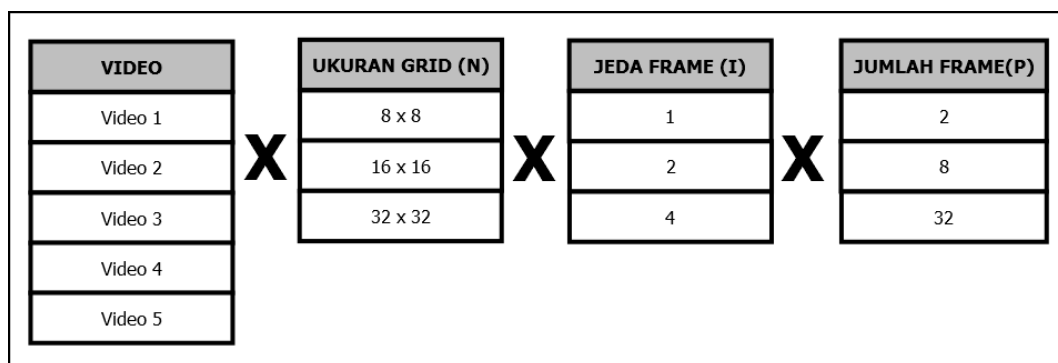 VIDEO
Video 1
Video 2
Video 3
Video 4
Video 5
X
UKURAN GRID (N)
8 x 8
16 x 16
32 x 32
X
JEDA FRAME (I)
1
2
4
X
JUMLAH FRAME(P)
2
8
32